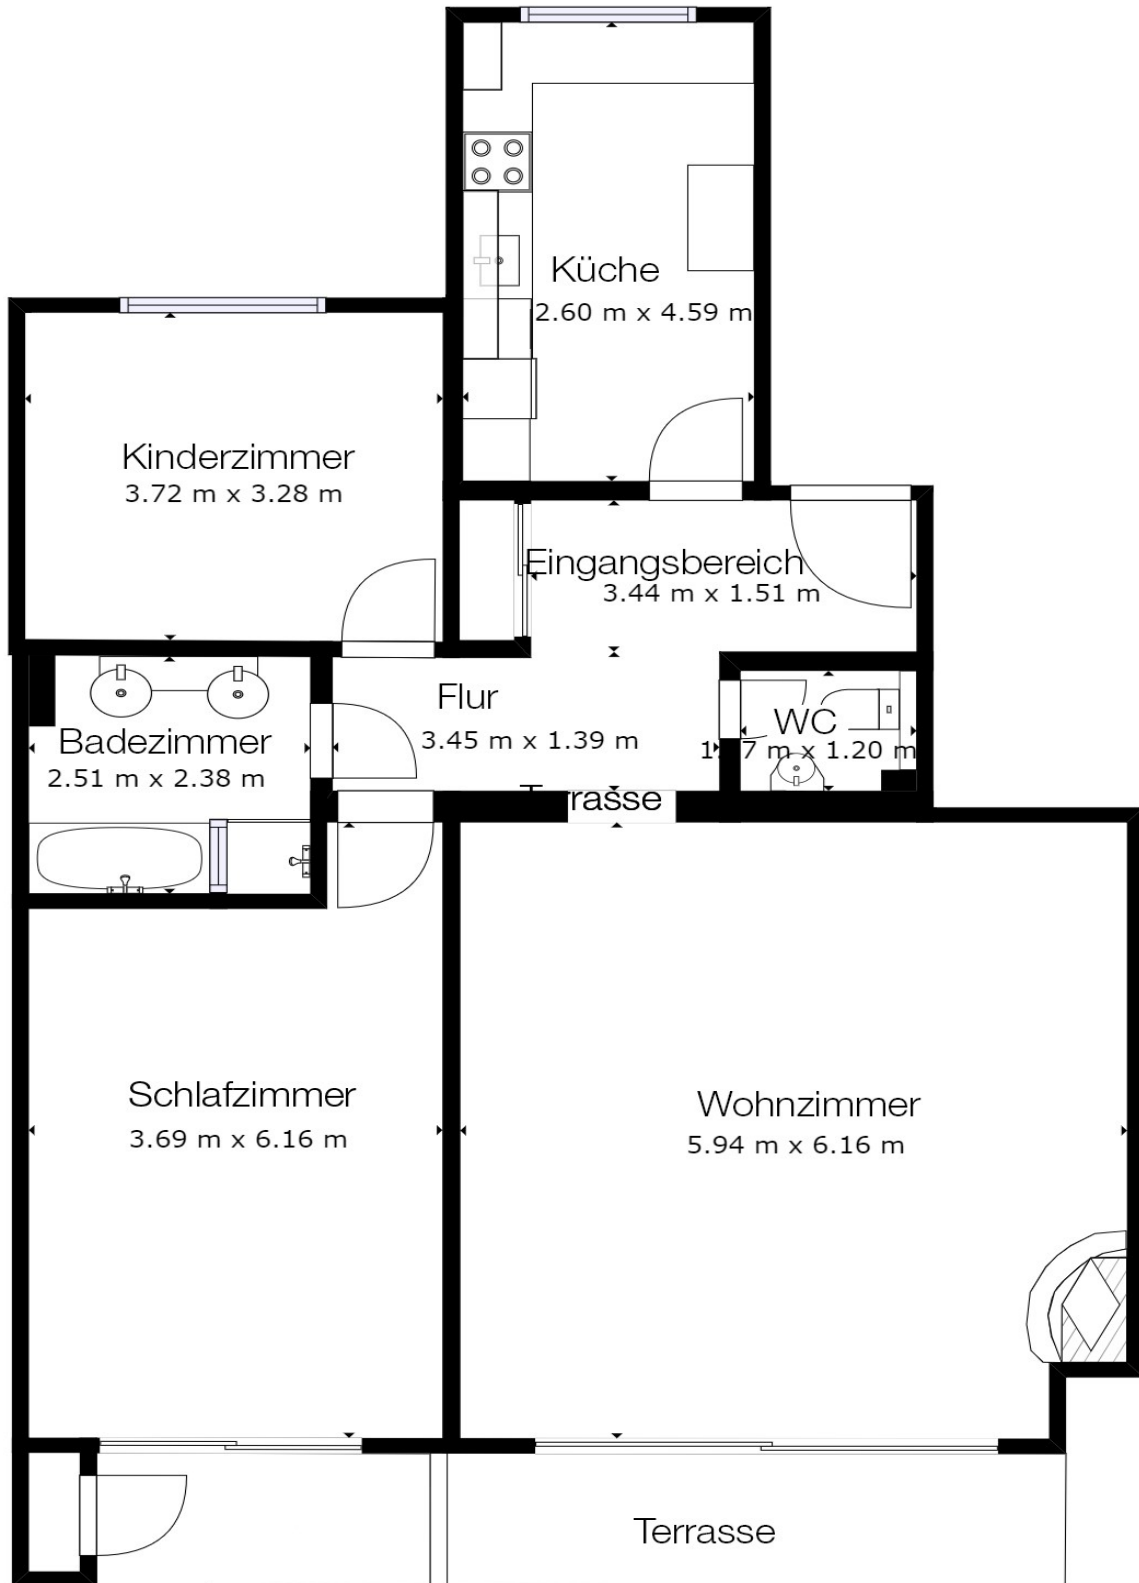 Küche
2.60 m x 4.59 m
Kinderzimmer
3.72 m x 3.28 m
Eingangsbereich
3.44 m x 1.51 m
Flur
3.45 m x 1.39 m
WC
m x 1.20 m
Badezimmer
2.51 m x 2.38 m
Terrasse
Schlafzimmer
3.69 m x 6.16 m
Wohnzimmer
5.94 m x 6.16 m
Terrasse